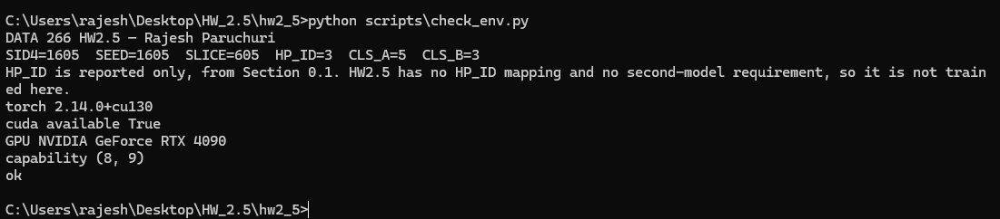 C:\Users\rajesh\Desktop\HW_2.5\hw2_5>python scripts\check_env.py
DATA 266 HW2.5 — Rajesh Paruchuri
SID4=1605  SEED=1605  SLICE=605  HP_ID=3  CLS_A=5  CLS_B=3
HP_ID is reported only, from Section 0.1. HW2.5 has no HP_ID mapping and no second-model requirement, so it is not train
ed here.
torch 2.14.0+cu130
cuda available True
GPU NVIDIA GeForce RTX 4090
capability (8, 9)
ok
C:\Users\rajesh\Desktop\HW_2.5\hw2_5>